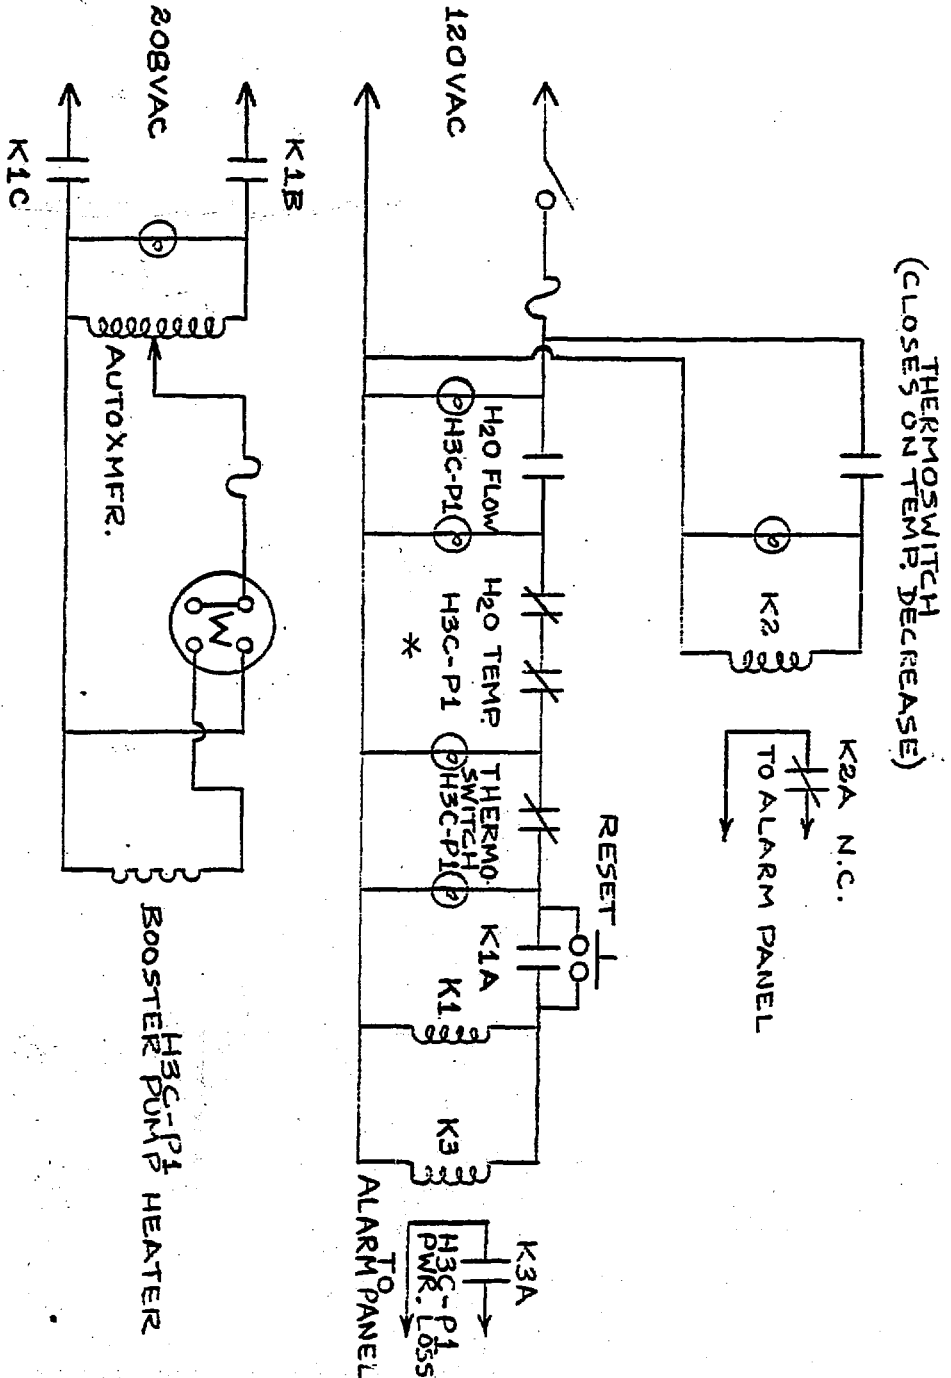 THERMOSWITCH
(CLOSES ON TEMP. DECREASE)
K2A N.C.
TO ALARM PANEL
K2
RESET
120VAC
H2O FLOW
H3C-P1
H2O TEMP.
H3C-P1
*
THERMO-
SWITCH
H3C-P1
K1A
K1
K3
K3A
H3C-P1
PWR. LOSS
TO
ALARM PANEL
208VAC
K1B
K1C
AUTOXMFR.
W
H3C-P1
BOOSTER PUMP HEATER